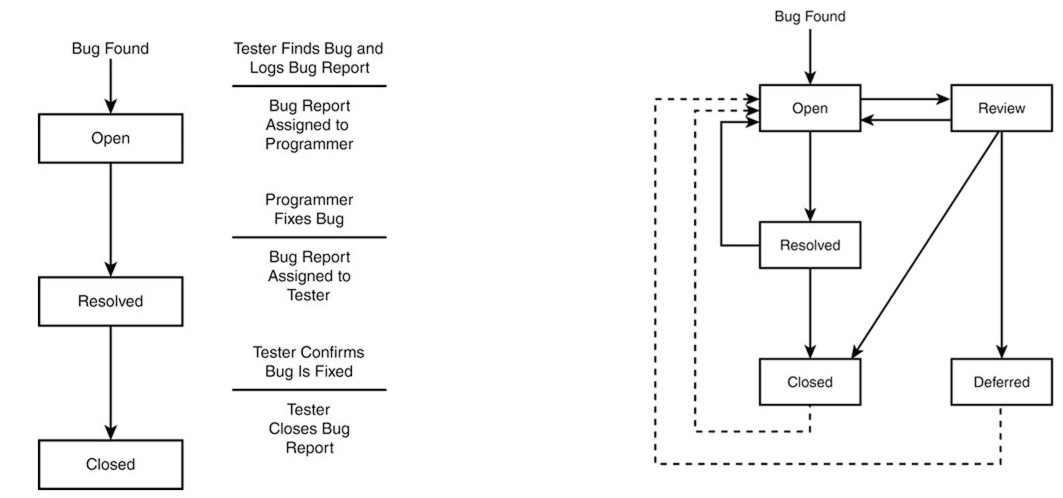 Bug Found
Open
Resolved
Closed
Tester Finds Bug and
Logs Bug Report
Bug Report
Assigned to
Programmer
Programmer
Fixes Bug
Bug Report
Assigned to
Tester
Tester Confirms
Bug Is Fixed
Tester
Closes Bug
Report
Bug Found
Open
Review
Resolved
Closed
Deferred